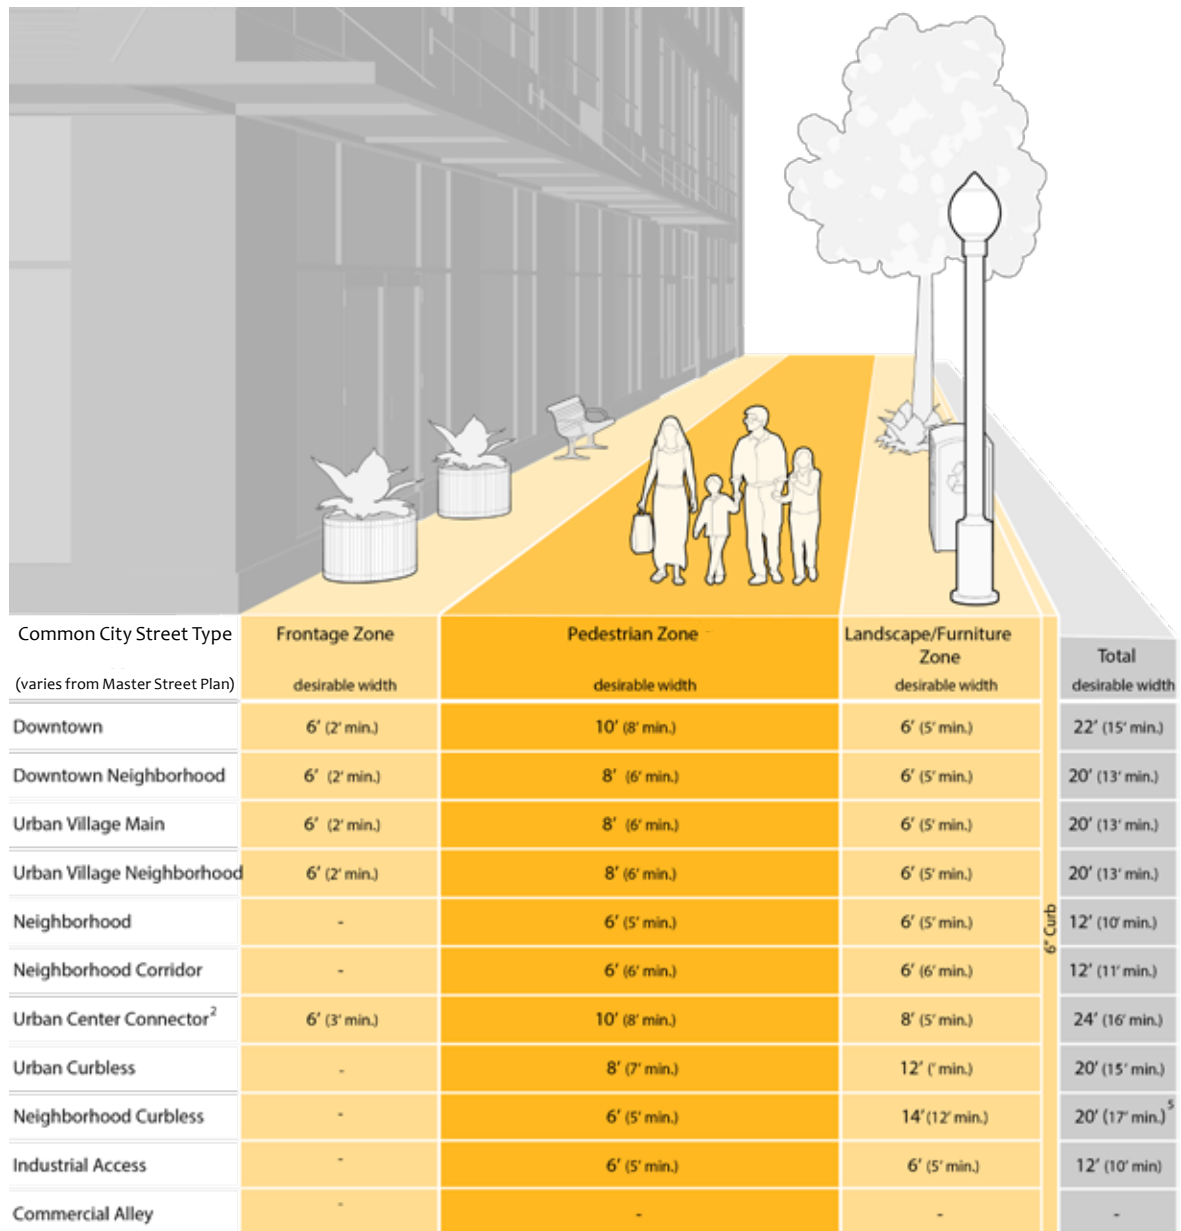 Common City Street Type
(varies from Master Street Plan)
Frontage Zone
desirable width
Pedestrian Zone
desirable width
Landscape/Furniture
Zone
desirable width
Total
desirable width
Downtown 6' (2' min.) 10' (8' min.) 6' (5' min.) 22' (15' min.)
Downtown Neighborhood 6' (2' min.) 8' (6' min.) 6' (5' min.) 20' (13' min.)
Urban Village Main 6' (2' min.) 8' (6' min.) 6' (5' min.) 20' (13' min.)
Urban Village Neighborhood 6' (2' min.) 8' (6' min.) 6' (5' min.) 20' (13' min.)
Neighborhood - 6' (5' min.) 6' (5' min.) 12' (10' min.)
Neighborhood Corridor - 6' (6' min.) 6' (6' min.) 12' (11' min.)
Urban Center Connector² 6' (3' min.) 10' (8' min.) 8' (5' min.) 24' (16' min.)
Urban Curbless - 8' (7' min.) 12' (' min.) 20' (15' min.)
Neighborhood Curbless - 6' (5' min.) 14' (12' min.) 20' (17' min.)⁵
Industrial Access - 6' (5' min.) 6' (5' min.) 12' (10' min)
Commercial Alley - - - -
6" Curb